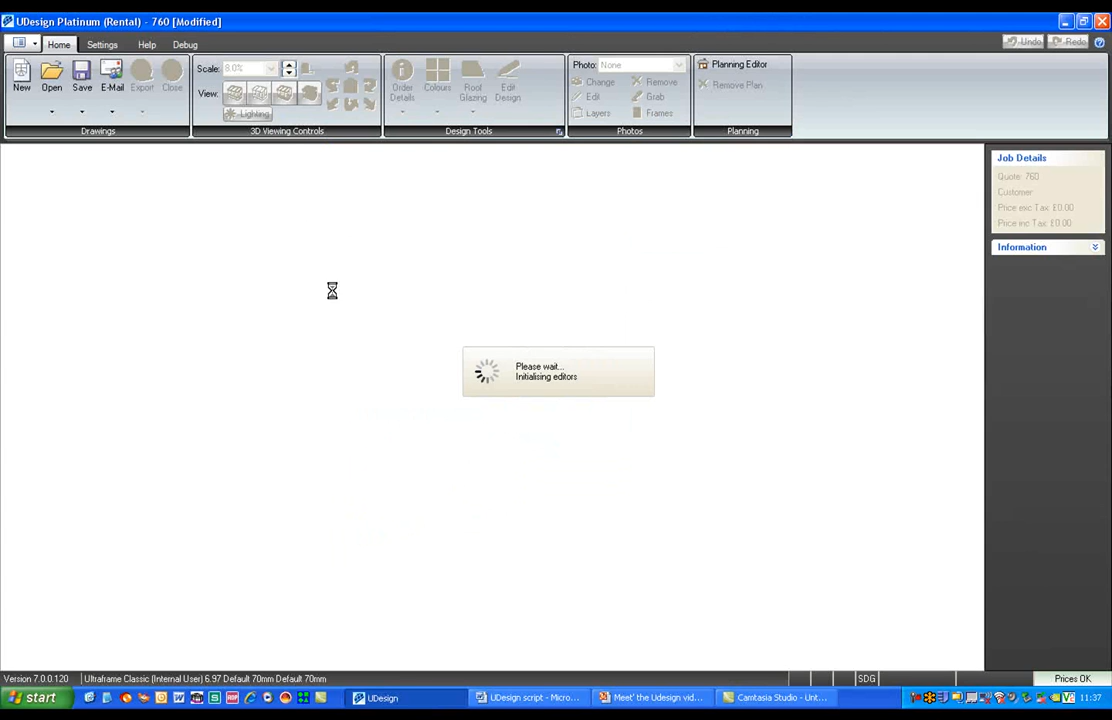 UDesign Platinum (Rental) - 760 [Modified]
Home Settings Help Debug Undo Redo
New Open Save E-Mail Export Close
Drawings
Scale: 8.0%
View:
Lighting
3D Viewing Controls
Order Details Colours Roof Glazing Edit Design
Design Tools
Photo: None
Change Remove
Edit Grab
Layers Frames
Photos
Planning Editor
Remove Plan
Planning
Job Details
Quote: 760
Customer:
Price exc Tax: £0.00
Price inc Tax: £0.00
Information
Please wait...
Initialising editors
Version 7.0.0.120 Ultraframe Classic (Internal User) 6.97 Default 70mm Default 70mm SDG Prices OK
start UDesign UDesign script - Micro... Meet' the Udesign vid... Camtasia Studio - Unt... 11:37